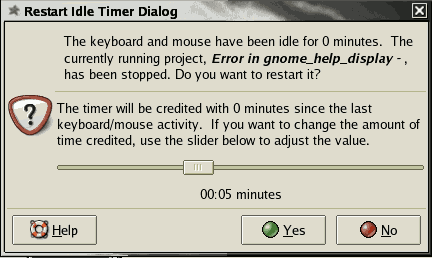 Restart Idle Timer Dialog
The keyboard and mouse have been idle for 0 minutes. The
currently running project, Error in gnome_help_display - ,
has been stopped. Do you want to restart it?
The timer will be credited with 0 minutes since the last
keyboard/mouse activity. If you want to change the amount of
time credited, use the slider below to adjust the value.
00:05 minutes
Help Yes No